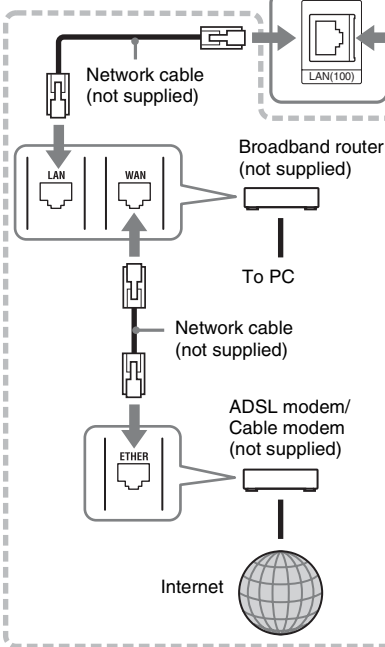 LAN(100)
Network cable
(not supplied)
Broadband router
(not supplied)
LAN
WAN
To PC
Network cable
(not supplied)
ADSL modem/
Cable modem
(not supplied)
ETHER
Internet